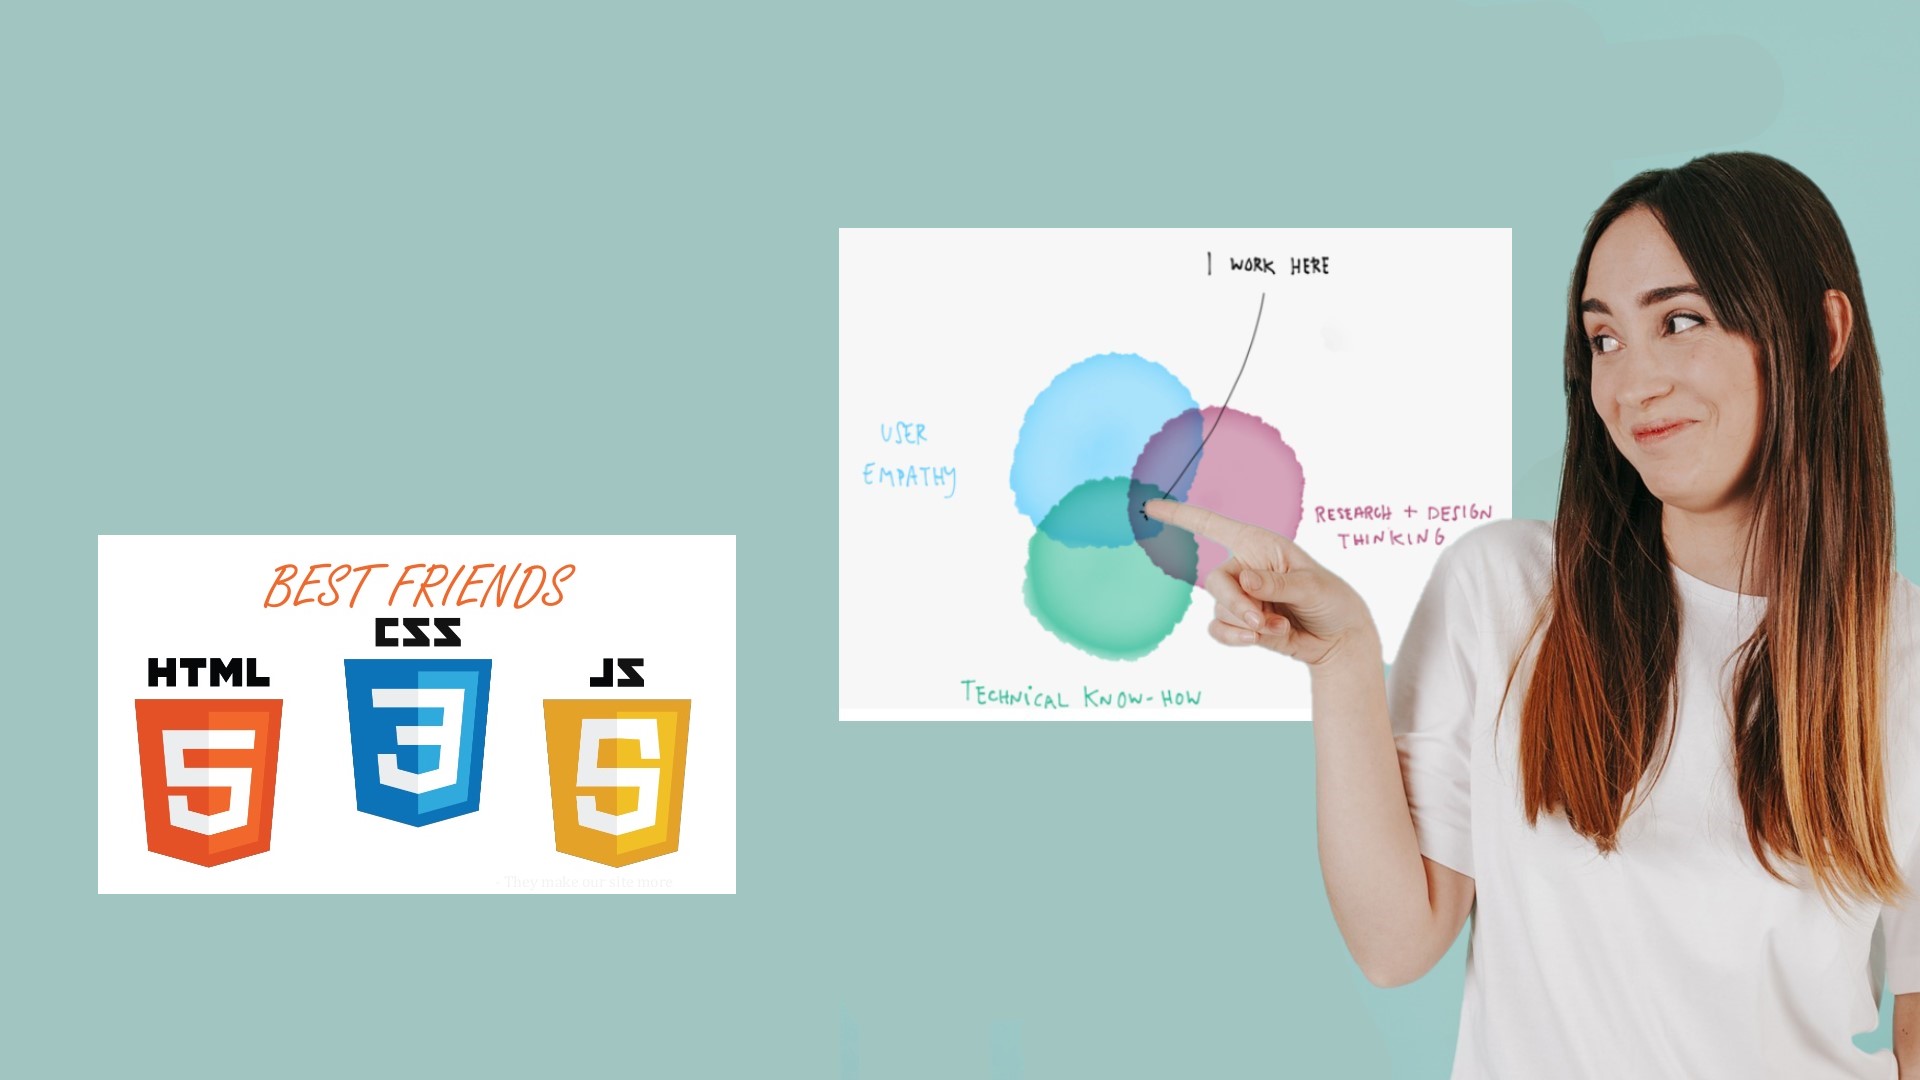 BEST FRIENDS
CSS
HTML
JS
3
5
5
- They make our site more
I WORK HERE
USER
EMPATHY
RESEARCH + DESIGN
THINKING
TECHNICAL KNOW-HOW